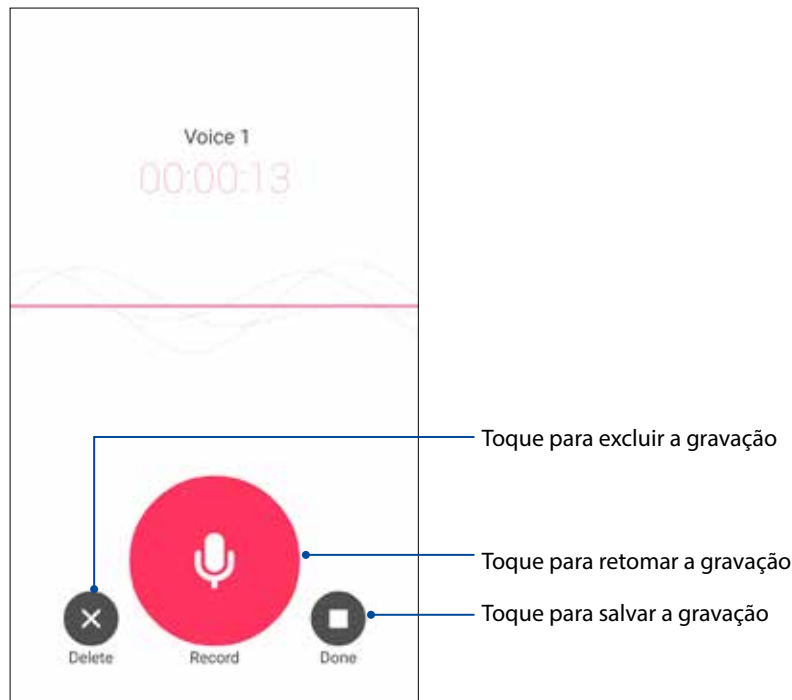 Voice 1
00:00:13
Toque para excluir a gravação
Toque para retomar a gravação
Toque para salvar a gravação
Delete
Record
Done